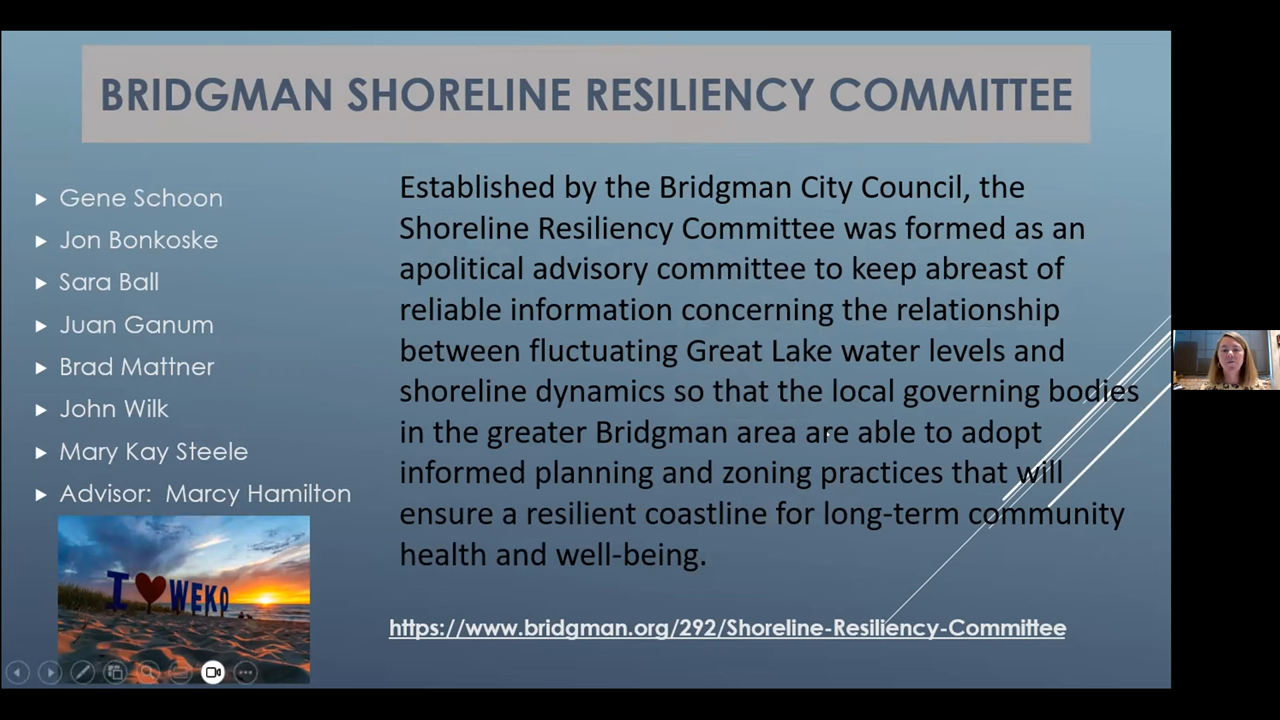 BRIDGMAN SHORELINE RESILIENCY COMMITTEE
Gene Schoon
Jon Bonkoske
Sara Ball
Juan Ganum
Brad Mattner
John Wilk
Mary Kay Steele
Advisor: Marcy Hamilton
I WEKO
Established by the Bridgman City Council, the
Shoreline Resiliency Committee was formed as an
apolitical advisory committee to keep abreast of
reliable information concerning the relationship
between fluctuating Great Lake water levels and
shoreline dynamics so that the local governing bodies
in the greater Bridgman area are able to adopt
informed planning and zoning practices that will
ensure a resilient coastline for long-term community
health and well-being.
https://www.bridgman.org/292/Shoreline-Resiliency-Committee